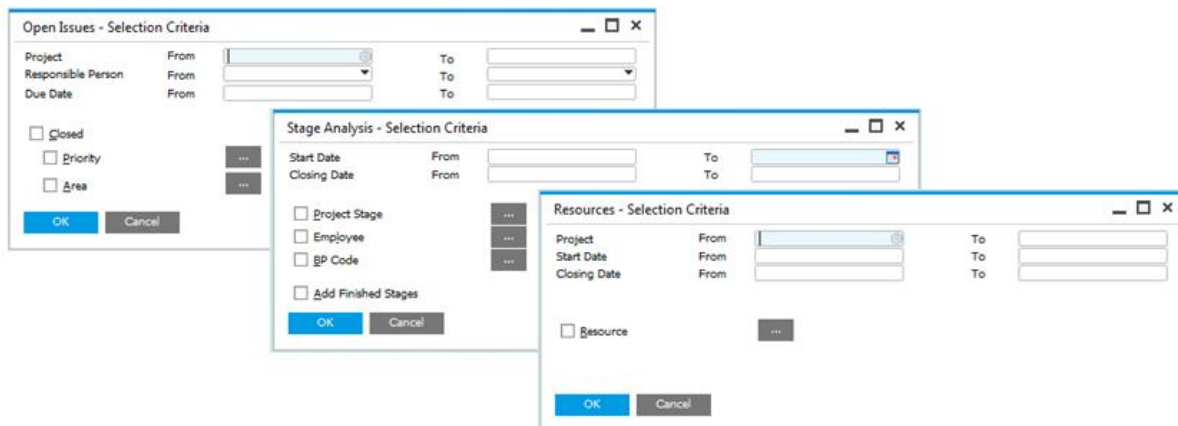 Open Issues - Selection Criteria
Project From To
Responsible Person From To
Due Date From To
Closed
Priority ...
Area ...
OK Cancel
Stage Analysis - Selection Criteria
Start Date From To
Closing Date From To
Project Stage ...
Employee ...
BP Code ...
Add Finished Stages
OK Cancel
Resources - Selection Criteria
Project From To
Start Date From To
Closing Date From To
Resource ...
OK Cancel